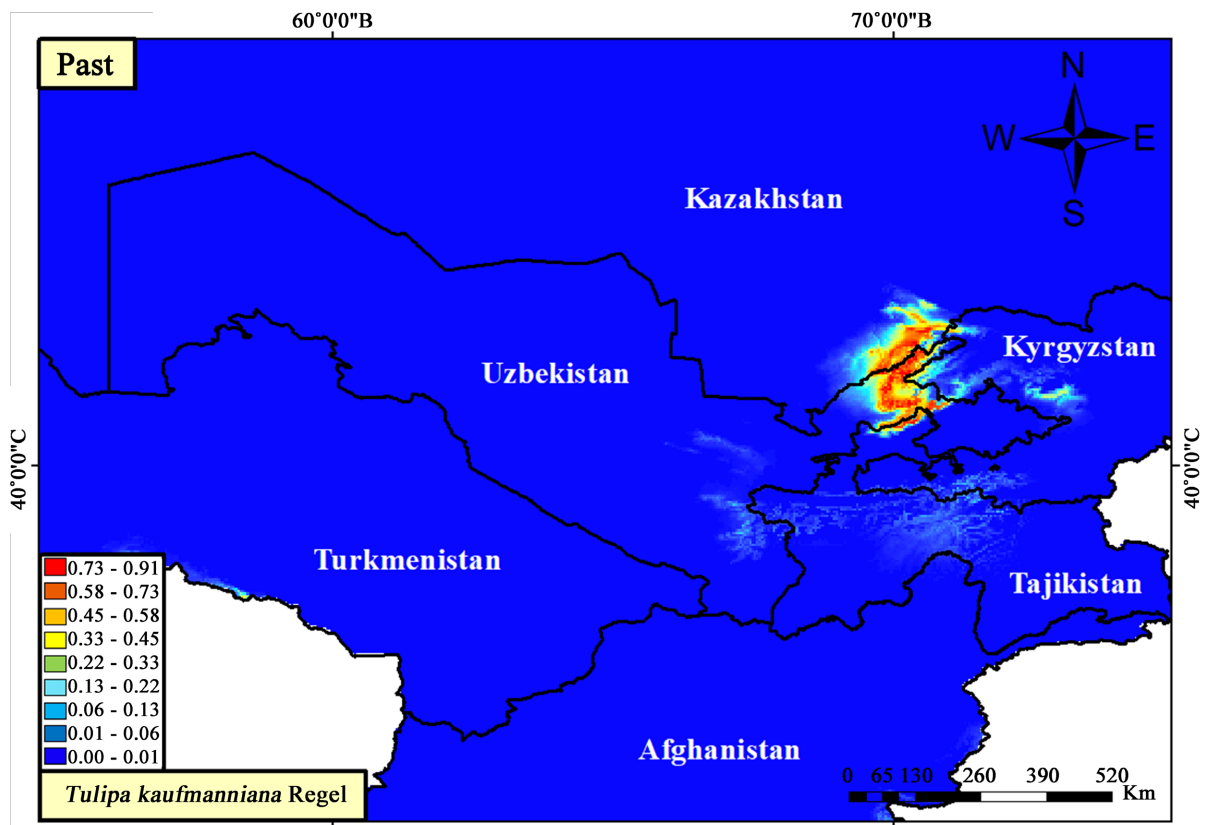 60°0'0"B
70°0'0"B
Past
N
W
E
S
Kazakhstan
Kyrgyzstan
Uzbekistan
40°0'0"C
40°0'0"C
Turkmenistan
Tajikistan
0.73 - 0.91
0.58 - 0.73
0.45 - 0.58
0.33 - 0.45
0.22 - 0.33
0.13 - 0.22
0.06 - 0.13
0.01 - 0.06
0.00 - 0.01
Afghanistan
0 65 130 260 390 520
Km
Tulipa kaufmanniana Regel